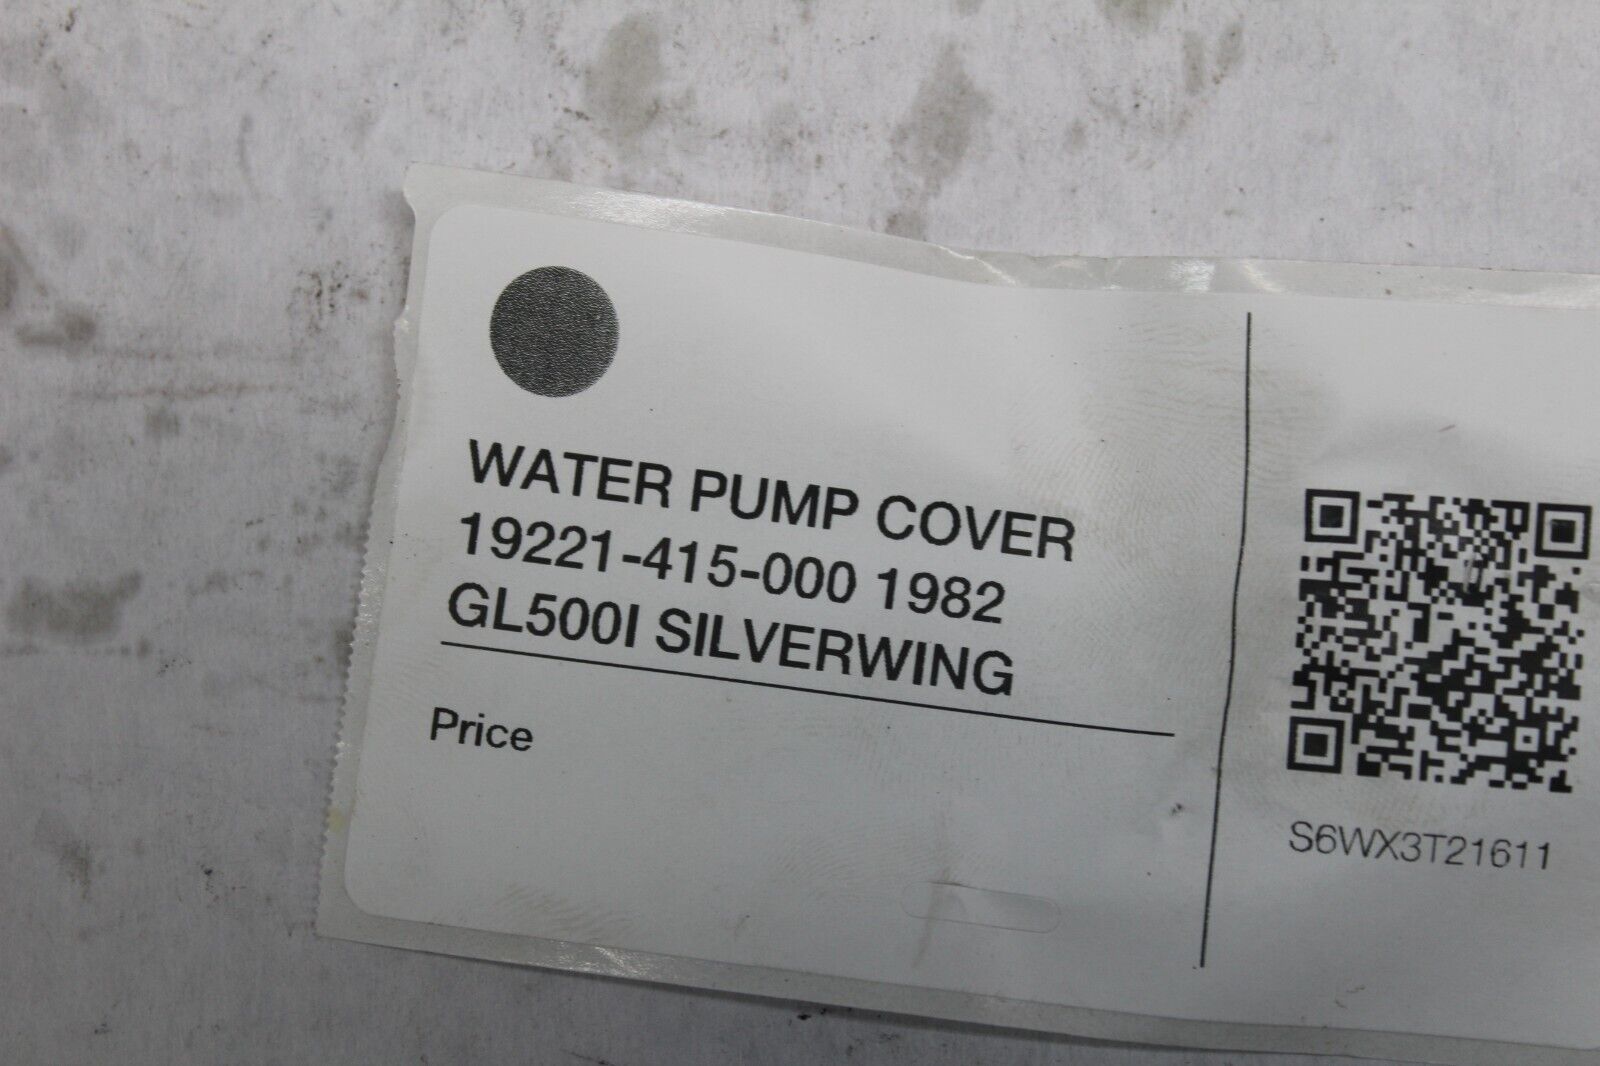 WATER PUMP COVER
19221-415-000 1982
GL500I SILVERWING
Price
S6WX3T21611